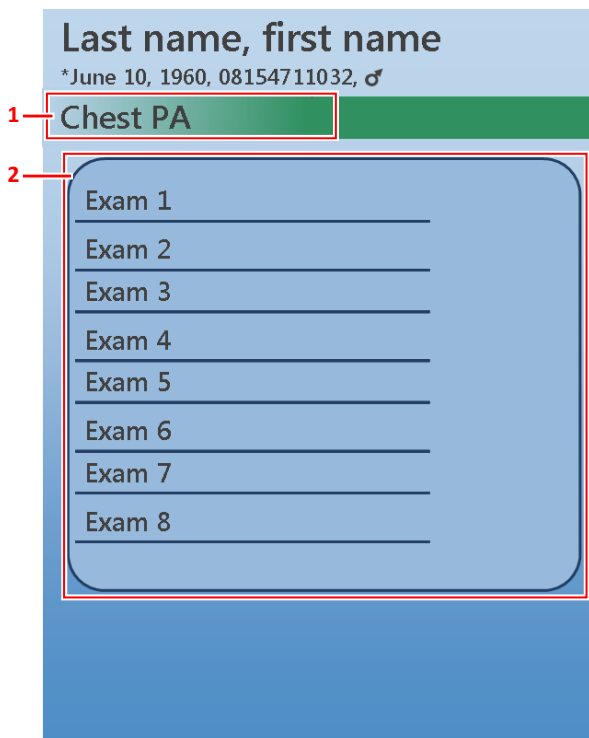 Last name, first name
*June 10, 1960, 08154711032, ♂
1
Chest PA
2
Exam 1
Exam 2
Exam 3
Exam 4
Exam 5
Exam 6
Exam 7
Exam 8